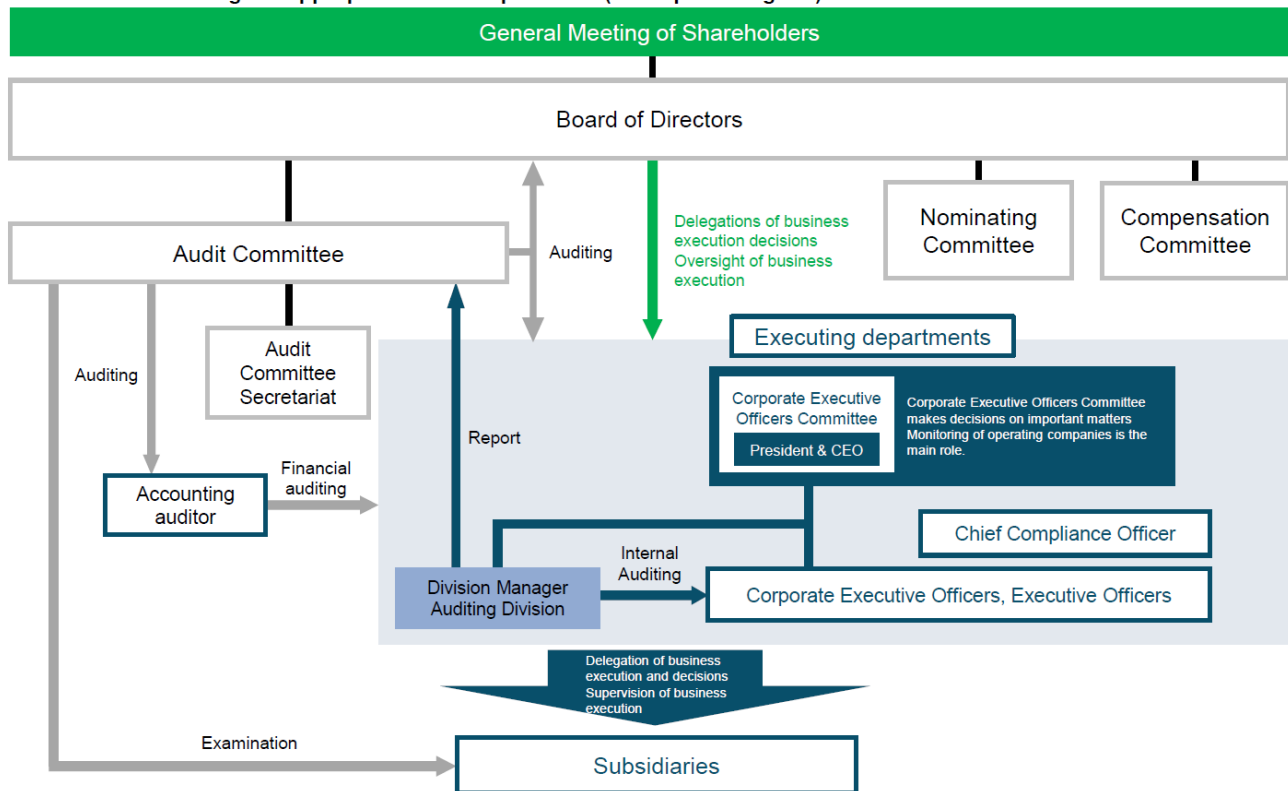 General Meeting of Shareholders
Board of Directors
Audit Committee
Auditing
Delegations of business
execution decisions
Oversight of business
execution
Nominating
Committee
Compensation
Committee
Auditing
Audit
Committee
Secretariat
Executing departments
Report
Corporate Executive
Officers Committee
President & CEO
Corporate Executive Officers Committee
makes decisions on important matters
Monitoring of operating companies is the
main role.
Accounting
auditor
Financial
auditing
Chief Compliance Officer
Division Manager
Auditing Division
Internal
Auditing
Corporate Executive Officers, Executive Officers
Delegation of business
execution and decisions
Supervision of business
execution
Examination
Subsidiaries